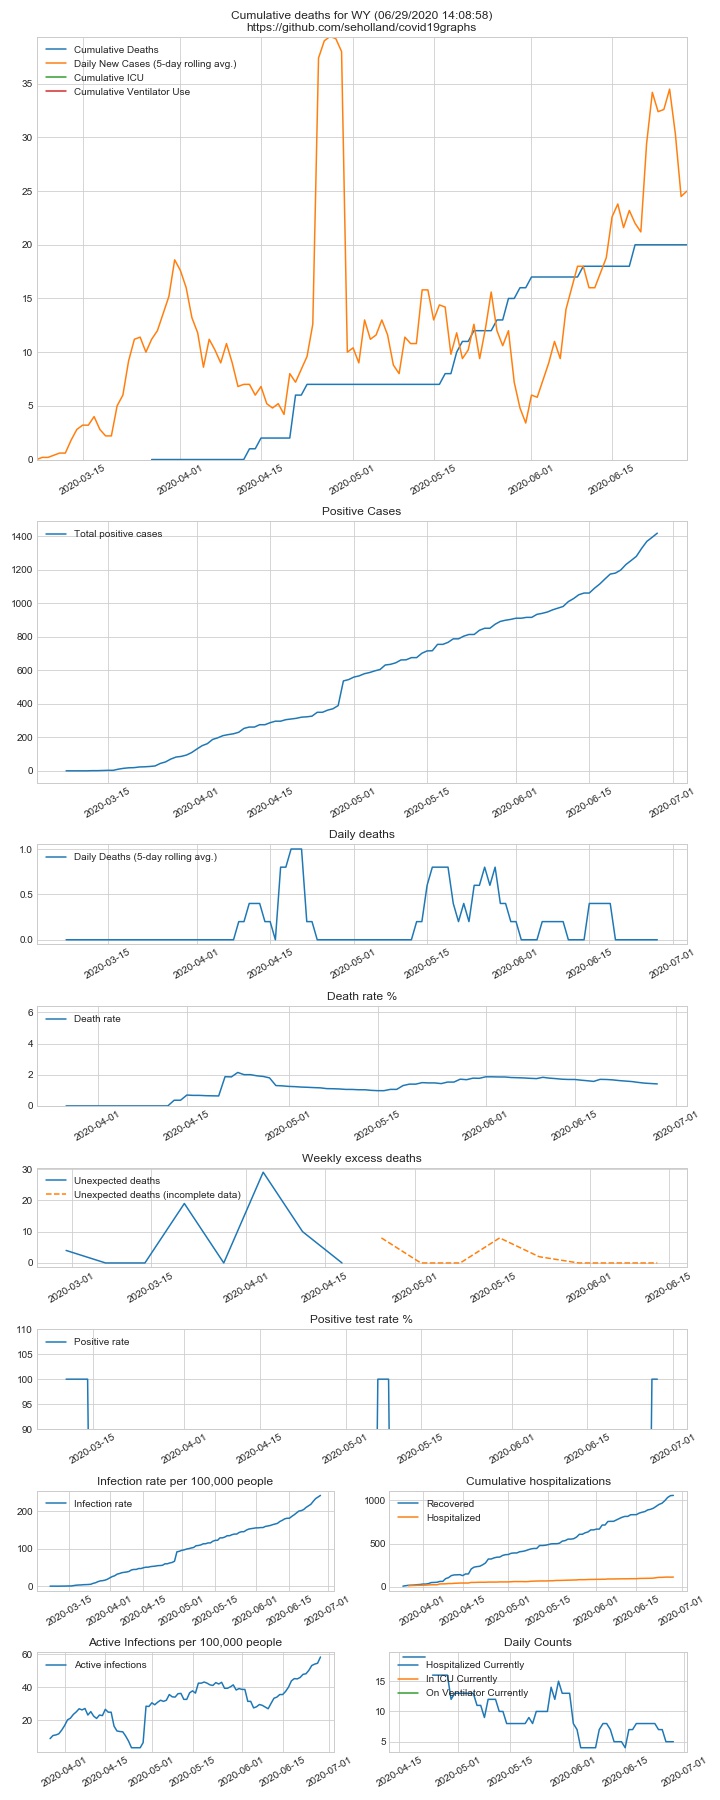 Cumulative deaths for WY (06/29/2020 14:08:58)
https://github.com/seholland/covid19graphs
Cumulative Deaths
Daily New Cases (5-day rolling avg.)
Cumulative ICU
Cumulative Ventilator Use
35
30
25
20
15
10
5
0
2020-03-15 2020-04-01 2020-04-15 2020-05-01 2020-05-15 2020-06-01 2020-06-15
Positive Cases
Total positive cases
1400
1200
1000
800
600
400
200
0
2020-03-15 2020-04-01 2020-04-15 2020-05-01 2020-05-15 2020-06-01 2020-06-15 2020-07-01
Daily deaths
Daily Deaths (5-day rolling avg.)
1.0
0.5
0.0
2020-03-15 2020-04-01 2020-04-15 2020-05-01 2020-05-15 2020-06-01 2020-06-15 2020-07-01
Death rate %
Death rate
6
4
2
0
2020-04-01 2020-04-15 2020-05-01 2020-05-15 2020-06-01 2020-06-15 2020-07-01
Weekly excess deaths
Unexpected deaths
Unexpected deaths (incomplete data)
30
20
10
0
2020-03-01 2020-03-15 2020-04-01 2020-04-15 2020-05-01 2020-05-15 2020-06-01 2020-06-15
Positive test rate %
Positive rate
110
105
100
95
90
2020-03-15 2020-04-01 2020-04-15 2020-05-01 2020-05-15 2020-06-01 2020-06-15 2020-07-01
Infection rate per 100,000 people
Infection rate
200
100
0
2020-03-15 2020-04-01 2020-04-15 2020-05-01 2020-05-15 2020-06-01 2020-06-15 2020-07-01
Cumulative hospitalizations
Recovered
Hospitalized
1000
500
0
2020-04-01 2020-04-15 2020-05-01 2020-05-15 2020-06-01 2020-06-15 2020-07-01
Active Infections per 100,000 people
Active infections
60
40
20
2020-04-01 2020-04-15 2020-05-01 2020-05-15 2020-06-01 2020-06-15 2020-07-01
Daily Counts
Hospitalized Currently
In ICU Currently
On Ventilator Currently
15
10
5
2020-04-15 2020-05-01 2020-05-15 2020-06-01 2020-06-15 2020-07-01